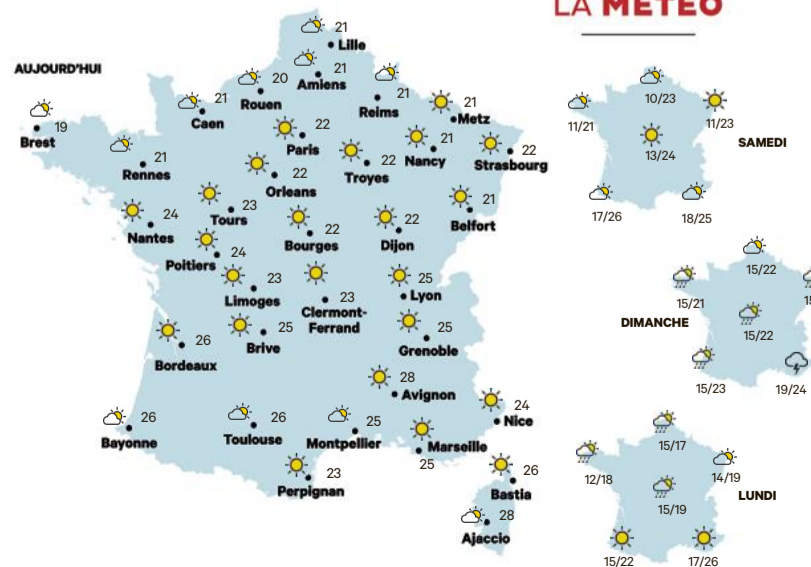 LA MÉTÉO
AUJOURD'HUI
21
Lille
21
Amiens
20
Rouen
21
Caen
21
Reims
21
Metz
19
Brest
21
Rennes
22
Paris
22
Troyes
21
Nancy
22
Strasbourg
22
Orleans
23
Tours
24
Nantes
22
Bourges
22
Dijon
21
Belfort
24
Poitiers
23
Limoges
23
Clermont-
Ferrand
25
Lyon
26
Bordeaux
25
Brive
25
Grenoble
28
Avignon
24
Nice
26
Bayonne
26
Toulouse
25
Montpellier
Marseille
25
23
Perpignan
26
Bastia
28
Ajaccio
SAMEDI
10/23
11/21
11/23
13/24
17/26
18/25
DIMANCHE
15/22
15/21
15/22
15/23
19/24
LUNDI
15/17
12/18
14/19
15/19
15/22
17/26